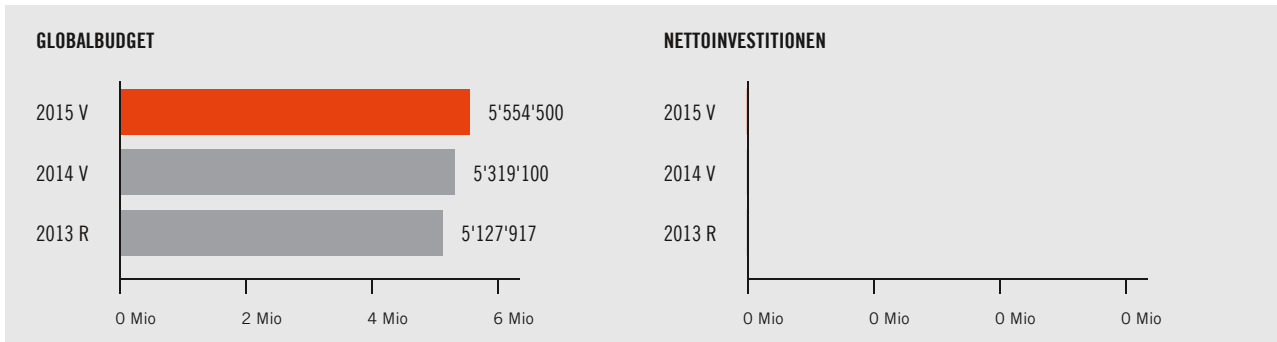 GLOBALBUDGET
2015 V 5'554'500
2014 V 5'319'100
2013 R 5'127'917
0 Mio 2 Mio 4 Mio 6 Mio
NETTOINVESTITIONEN
2015 V
2014 V
2013 R
0 Mio 0 Mio 0 Mio 0 Mio